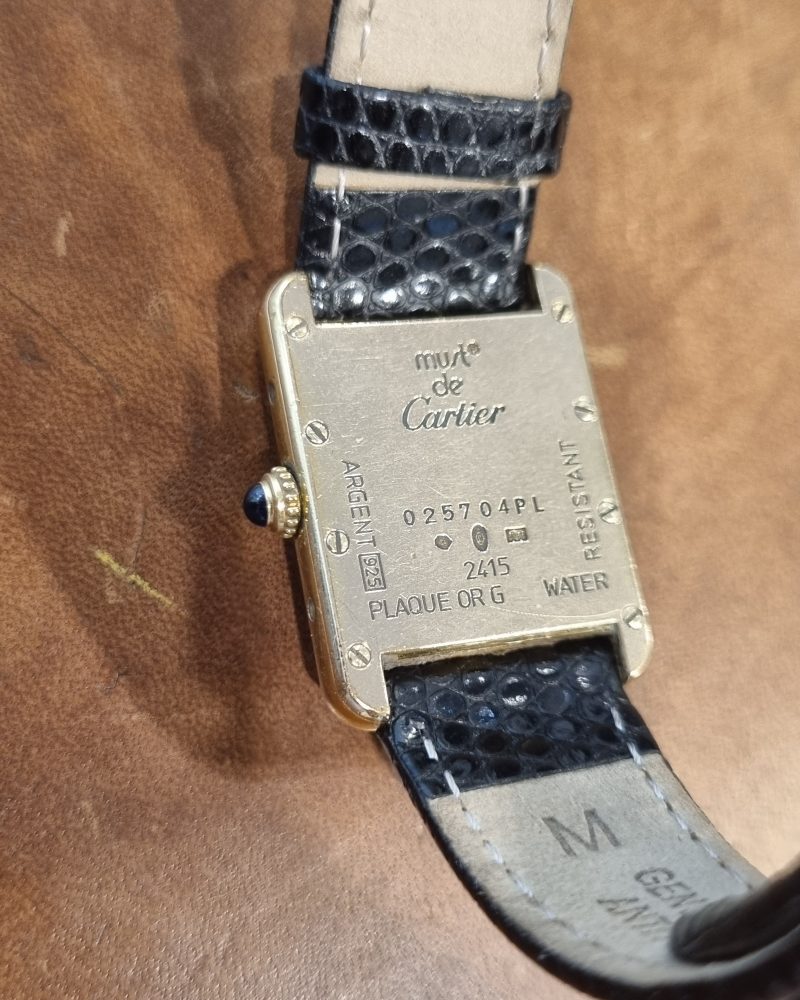 must®
de
Cartier
ARGENT 925
025704PL
2415
PLAQUE OR G
WATER
RESISTANT
M